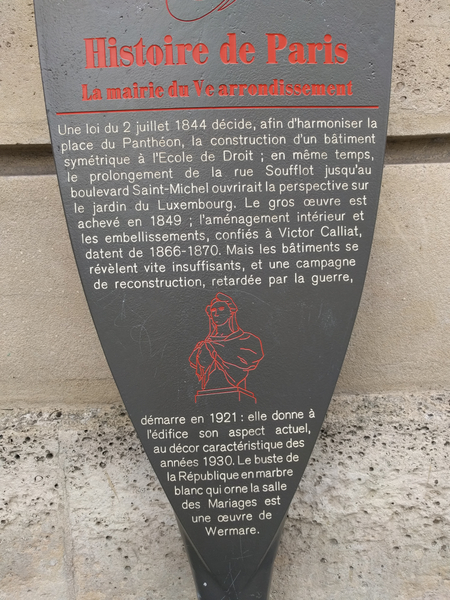 Histoire de Paris
La mairie du Ve arrondissement
Une loi du 2 juillet 1844 décide, afin d'harmoniser la
place du Panthéon, la construction d'un bâtiment
symétrique à l'Ecole de Droit ; en même temps,
le prolongement de la rue Soufflot jusqu'au
boulevard Saint-Michel ouvrirait la perspective sur
le jardin du Luxembourg. Le gros œuvre est
achevé en 1849 ; l'aménagement intérieur et
les embellissements, confiés à Victor Calliat,
datent de 1866-1870. Mais les bâtiments se
révèlent vite insuffisants, et une campagne
de reconstruction, retardée par la guerre,
démarre en 1921 : elle donne à
l'édifice son aspect actuel,
au décor caractéristique des
années 1930. Le buste de
la République en marbre
blanc qui orne la salle
des Mariages est
une œuvre de
Wermare.